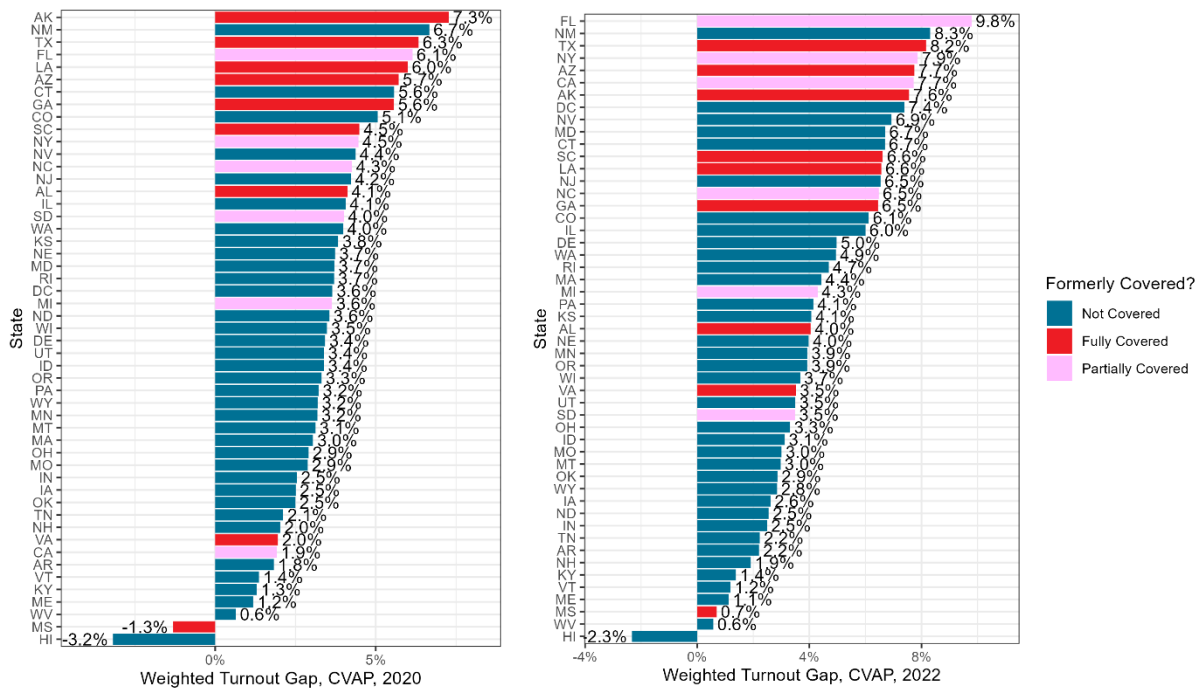 State
AK 7.3%
NM 6.7%
TX 6.3%
FL 6.1%
LA 6.0%
AZ 5.7%
CT 5.6%
GA 5.6%
CO 5.1%
SC 4.5%
NY 4.5%
NV 4.4%
NC 4.3%
NJ 4.2%
AL 4.1%
IL 4.1%
SD 4.0%
WA 4.0%
KS 3.8%
NE 3.7%
MD 3.7%
RI 3.7%
DC 3.6%
MI 3.6%
ND 3.6%
WI 3.5%
DE 3.4%
UT 3.4%
ID 3.4%
OR 3.3%
PA 3.2%
WY 3.2%
MN 3.2%
MT 3.1%
MA 3.0%
OH 2.9%
MO 2.9%
IN 2.5%
IA 2.5%
OK 2.5%
TN 2.1%
NH 2.0%
VA 2.0%
CA 1.9%
AR 1.8%
VT 1.4%
KY 1.3%
ME 1.2%
WV 0.6%
MS -1.3%
HI -3.2%
0% 5%
Weighted Turnout Gap, CVAP, 2020
State
FL 9.8%
NM 8.3%
TX 8.2%
NY 7.9%
AZ 7.7%
CA 7.7%
AK 7.6%
DC 7.4%
NV 6.9%
MD 6.7%
CT 6.7%
SC 6.6%
LA 6.6%
NJ 6.5%
NC 6.5%
GA 6.5%
CO 6.1%
IL 6.0%
DE 5.0%
WA 4.9%
RI 4.7%
MA 4.4%
MI 4.3%
PA 4.1%
KS 4.1%
AL 4.0%
NE 4.0%
MN 3.9%
OR 3.9%
WI 3.7%
VA 3.5%
UT 3.5%
SD 3.5%
OH 3.3%
ID 3.1%
MO 3.0%
MT 3.0%
OK 2.9%
WY 2.8%
IA 2.6%
ND 2.5%
IN 2.5%
TN 2.2%
AR 2.2%
NH 1.9%
KY 1.4%
VT 1.2%
ME 1.1%
MS 0.7%
WV 0.6%
HI -2.3%
-4% 0% 4% 8%
Weighted Turnout Gap, CVAP, 2022
Formerly Covered?
Not Covered
Fully Covered
Partially Covered